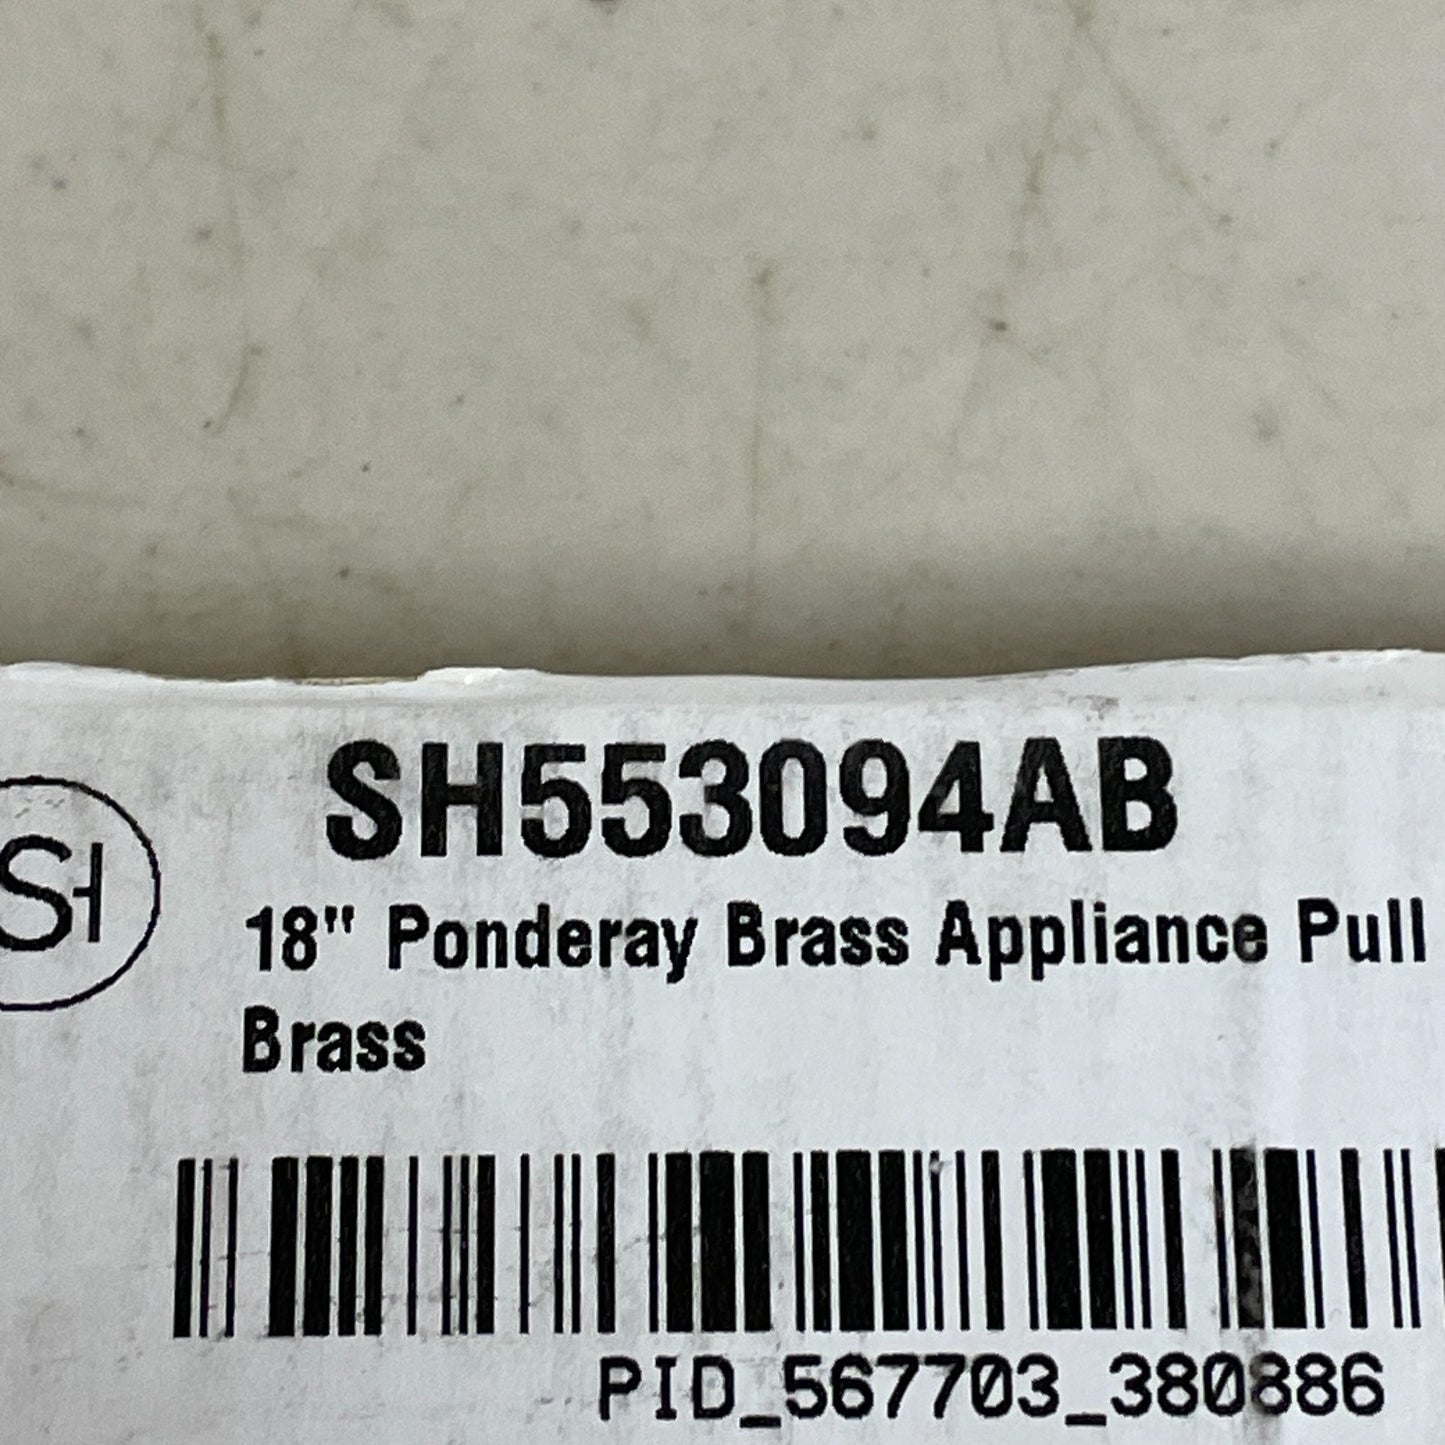 SH553094AB
SH
18" Ponderay Brass Appliance Pull
Brass
PID_567703_380886